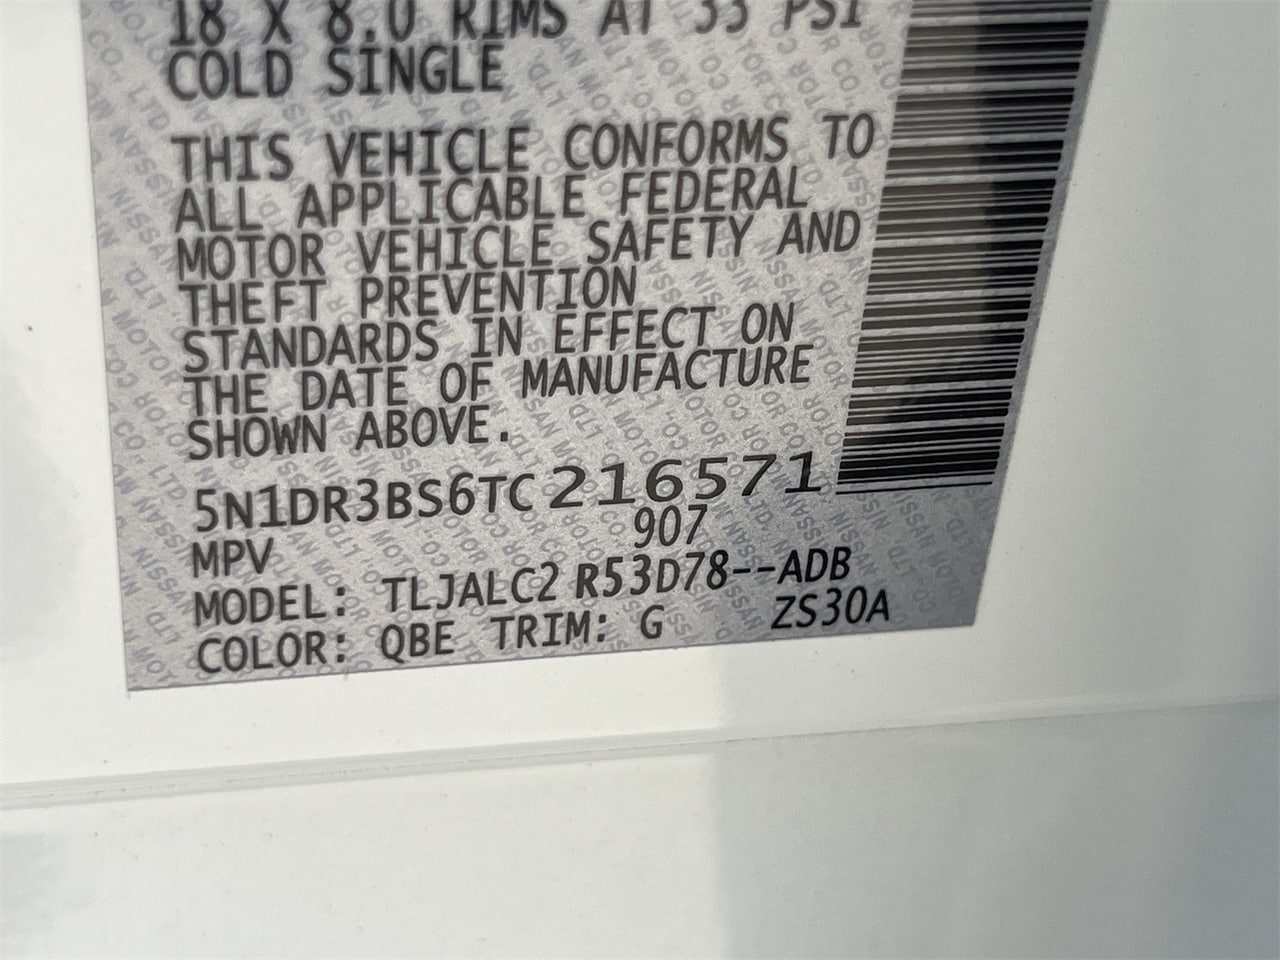 18 X 8.0 RIMS AT 33 PSI
COLD SINGLE
THIS VEHICLE CONFORMS TO
ALL APPLICABLE FEDERAL
MOTOR VEHICLE SAFETY AND
THEFT PREVENTION
STANDARDS IN EFFECT ON
THE DATE OF MANUFACTURE
SHOWN ABOVE.
5N1DR3BS6TC216571
907
MPV
MODEL: TLJALC2 R53D78--ADB
COLOR: QBE TRIM: G ZS30A